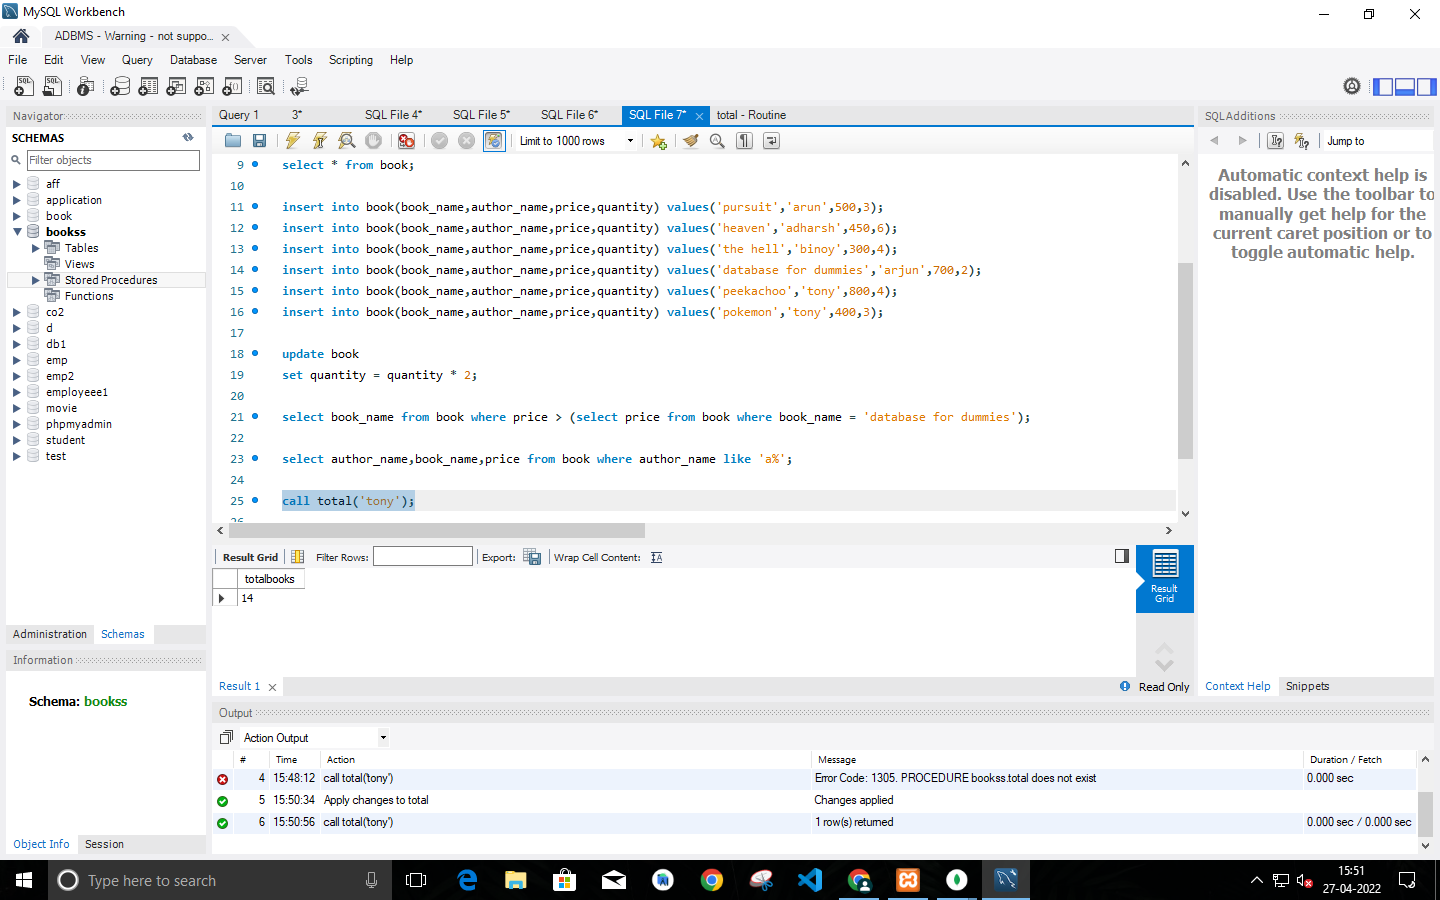 MySQL Workbench
ADBMS - Warning - not suppo...
File Edit View Query Database Server Tools Scripting Help
Navigator
SCHEMAS
Filter objects
aff
application
book
bookss
Tables
Views
Stored Procedures
Functions
co2
d
db1
emp
emp2
employeee1
movie
phpmyadmin
student
test
Administration Schemas
Information
Schema: bookss
Object Info Session
Query 1 3* SQL File 4* SQL File 5* SQL File 6* SQL File 7* total - Routine
Limit to 1000 rows
9 select * from book;
10
11 insert into book(book_name,author_name,price,quantity) values('pursuit','arun',500,3);
12 insert into book(book_name,author_name,price,quantity) values('heaven','adharsh',450,6);
13 insert into book(book_name,author_name,price,quantity) values('the hell','binoy',300,4);
14 insert into book(book_name,author_name,price,quantity) values('database for dummies','arjun',700,2);
15 insert into book(book_name,author_name,price,quantity) values('peekachoo','tony',800,4);
16 insert into book(book_name,author_name,price,quantity) values('pokemon','tony',400,3);
17
18 update book
19 set quantity = quantity * 2;
20
21 select book_name from book where price > (select price from book where book_name = 'database for dummies');
22
23 select author_name,book_name,price from book where author_name like 'a%';
24
25 call total('tony');
26
Result Grid Filter Rows: Export: Wrap Cell Content:
totalbooks
14
Result Grid
Result 1 Read Only
SQLAdditions
Jump to
Automatic context help is
disabled. Use the toolbar to
manually get help for the
current caret position or to
toggle automatic help.
Context Help Snippets
Output
Action Output
# Time Action Message Duration / Fetch
4 15:48:12 call total('tony') Error Code: 1305. PROCEDURE bookss.total does not exist 0.000 sec
5 15:50:34 Apply changes to total Changes applied
6 15:50:56 call total('tony') 1 row(s) returned 0.000 sec / 0.000 sec
Type here to search
15:51
27-04-2022